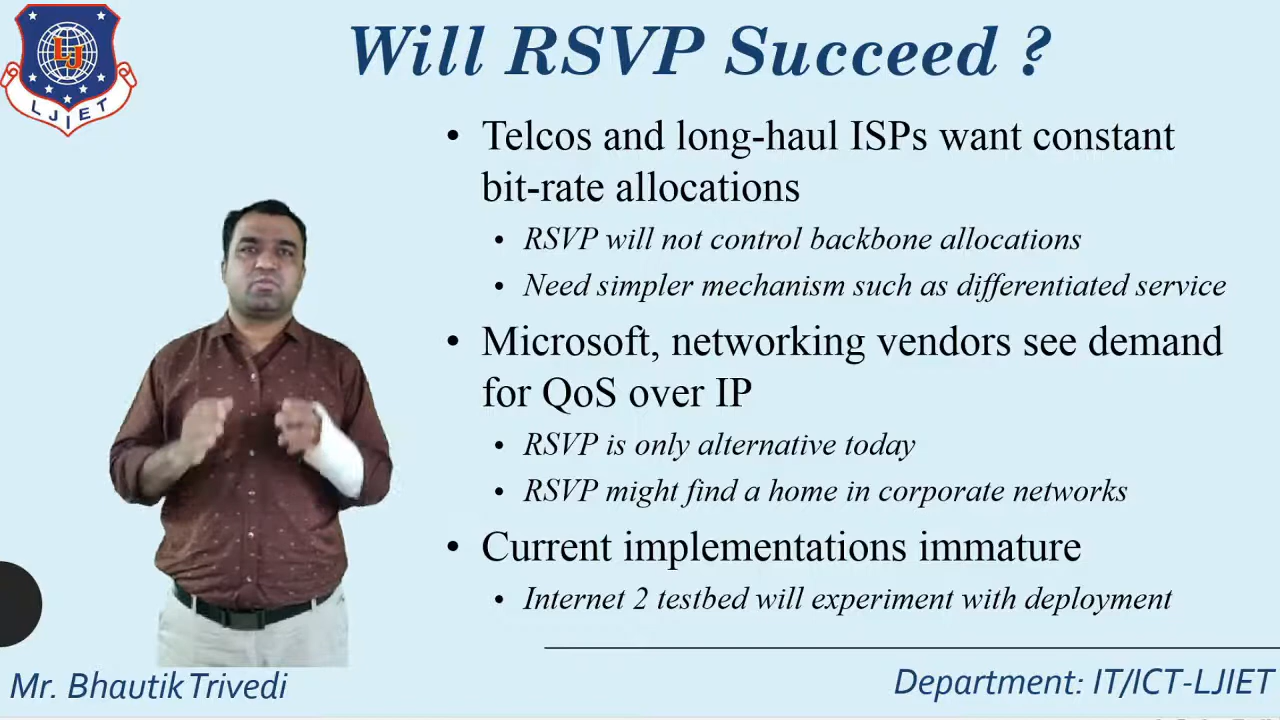 LJ
LJIET
Will RSVP Succeed ?
• Telcos and long-haul ISPs want constant
bit-rate allocations
• RSVP will not control backbone allocations
• Need simpler mechanism such as differentiated service
• Microsoft, networking vendors see demand
for QoS over IP
• RSVP is only alternative today
• RSVP might find a home in corporate networks
• Current implementations immature
• Internet 2 testbed will experiment with deployment
Mr. Bhautik Trivedi
Department: IT/ICT-LJIET